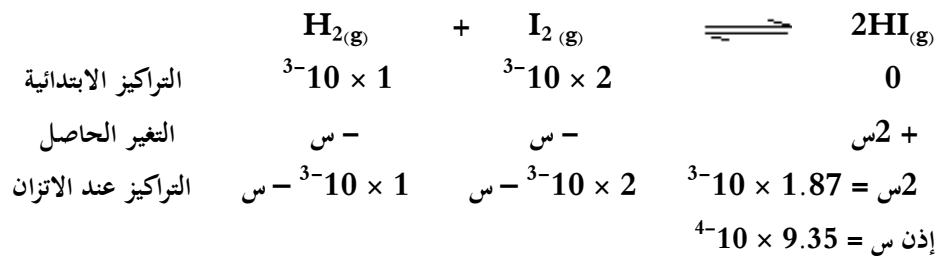 H₂(g) + I₂ (g) ⇌ 2HI(g)
التراكيز الابتدائية 1 × 10⁻³ 2 × 10⁻³ 0
التغير الحاصل – س – س + 2س
التراكيز عند الاتزان 1 × 10⁻³ – س 2 × 10⁻³ – س 2س = 1.87 × 10⁻³
إذن س = 9.35 × 10⁻⁴